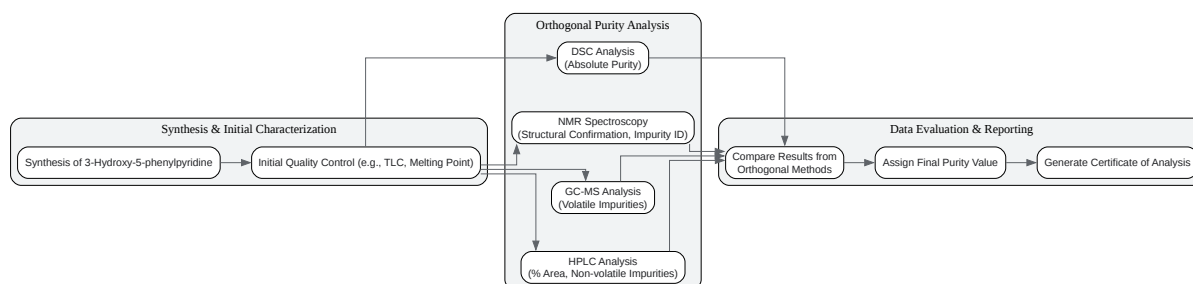 Synthesis & Initial Characterization
Synthesis of 3-Hydroxy-5-phenylpyridine
Initial Quality Control (e.g., TLC, Melting Point)
Orthogonal Purity Analysis
DSC Analysis
(Absolute Purity)
NMR Spectroscopy
(Structural Confirmation, Impurity ID)
GC-MS Analysis
(Volatile Impurities)
HPLC Analysis
(% Area, Non-volatile Impurities)
Data Evaluation & Reporting
Compare Results from
Orthogonal Methods
Assign Final Purity Value
Generate Certificate of Analysis